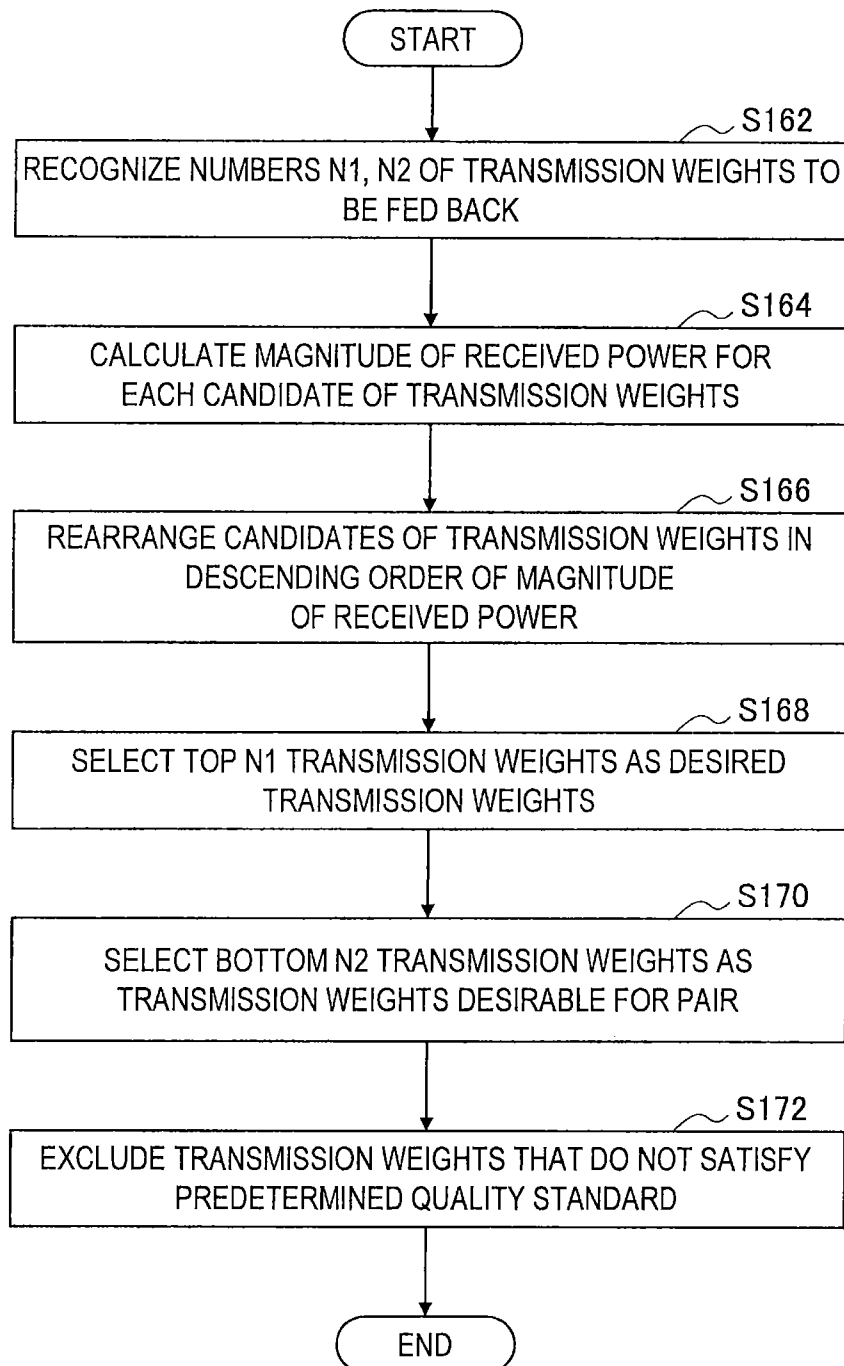 START
S162
RECOGNIZE NUMBERS N1, N2 OF TRANSMISSION WEIGHTS TO
BE FED BACK
S164
CALCULATE MAGNITUDE OF RECEIVED POWER FOR
EACH CANDIDATE OF TRANSMISSION WEIGHTS
S166
REARRANGE CANDIDATES OF TRANSMISSION WEIGHTS IN
DESCENDING ORDER OF MAGNITUDE
OF RECEIVED POWER
S168
SELECT TOP N1 TRANSMISSION WEIGHTS AS DESIRED
TRANSMISSION WEIGHTS
S170
SELECT BOTTOM N2 TRANSMISSION WEIGHTS AS
TRANSMISSION WEIGHTS DESIRABLE FOR PAIR
S172
EXCLUDE TRANSMISSION WEIGHTS THAT DO NOT SATISFY
PREDETERMINED QUALITY STANDARD
END